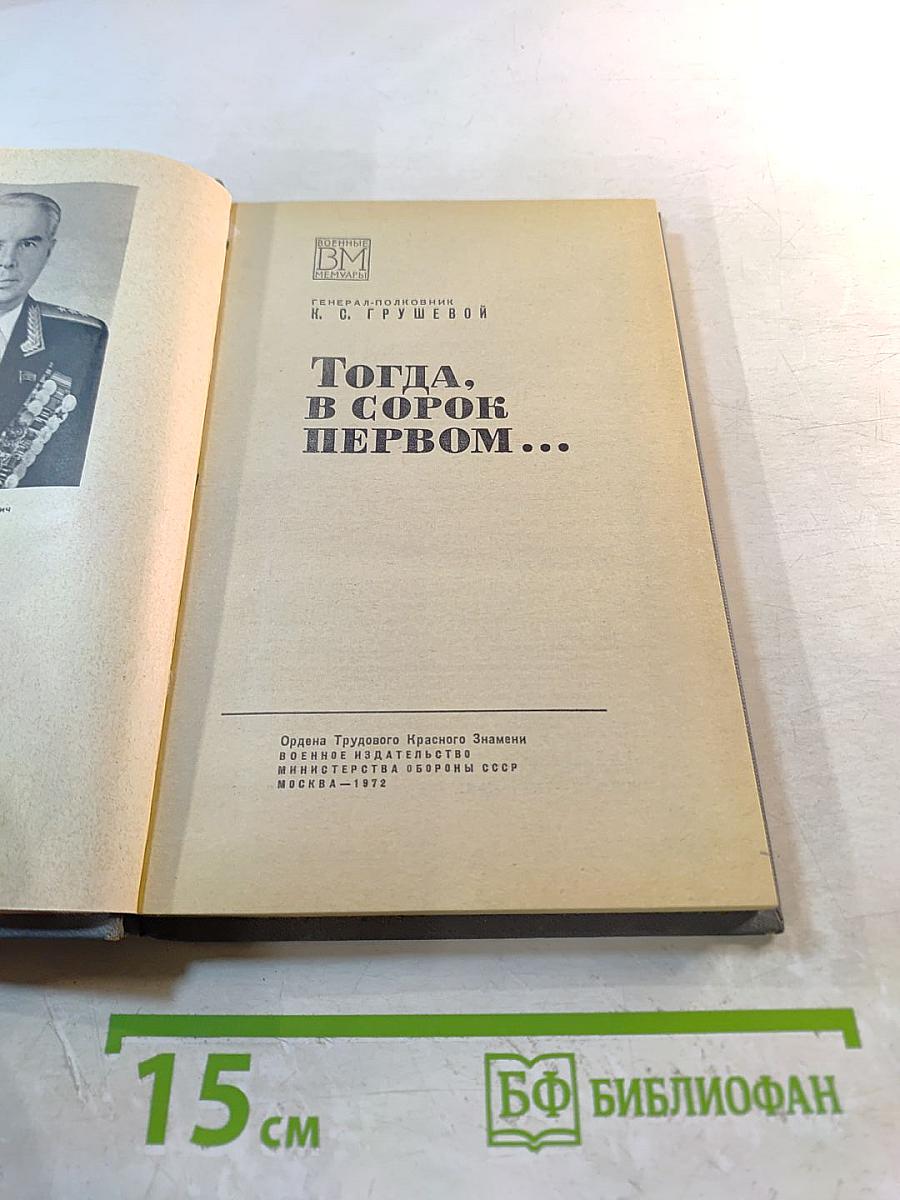 ич
ВОЕННЫЕ
ВМ
МЕМУАРЫ
ГЕНЕРАЛ-ПОЛКОВНИК
К. С. ГРУШЕВОЙ
ТОГДА,
В СОРОК
ПЕРВОМ...
Ордена Трудового Красного Знамени
ВОЕННОЕ ИЗДАТЕЛЬСТВО
МИНИСТЕРСТВА ОБОРОНЫ СССР
МОСКВА—1972
15 см
БФ БИБЛИОФАН